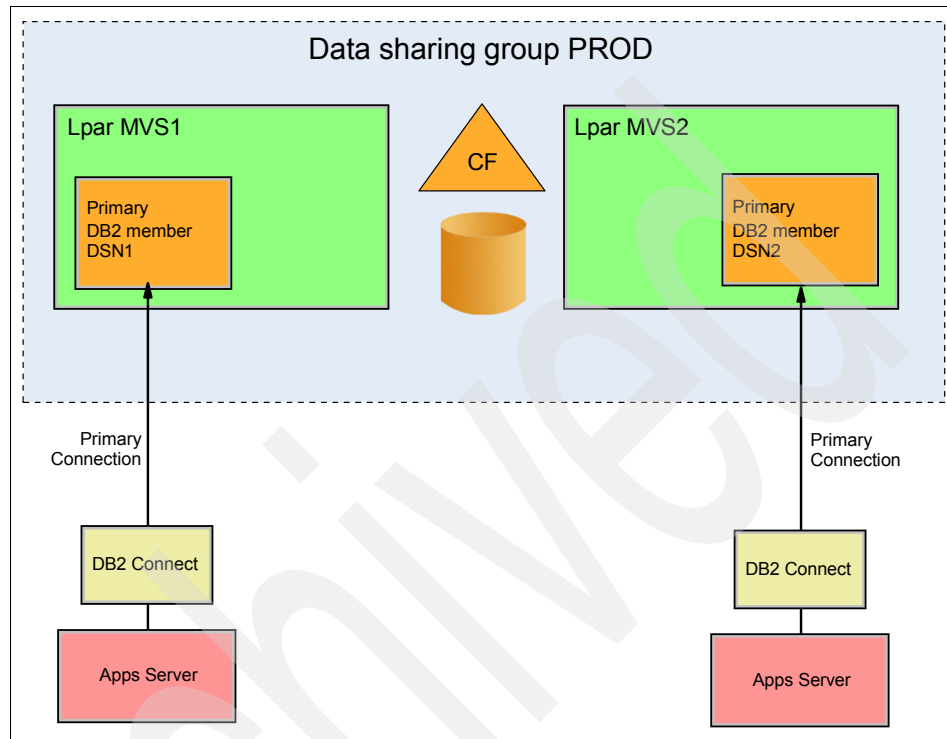 Data sharing group PROD
Lpar MVS1
Primary
DB2 member
DSN1
CF
Lpar MVS2
Primary
DB2 member
DSN2
Primary
Connection
Primary
Connection
DB2 Connect
DB2 Connect
Apps Server
Apps Server